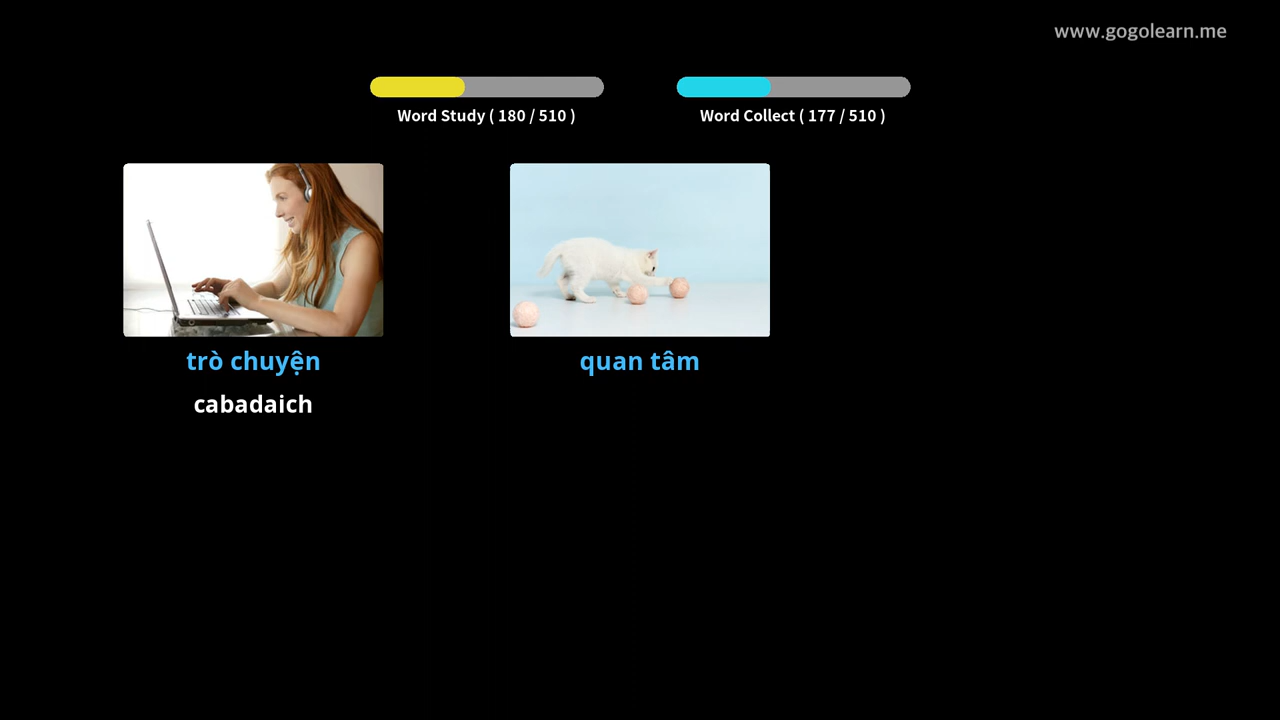 www.gogolearn.me
Word Study ( 180 / 510 )
Word Collect ( 177 / 510 )
trò chuyện
quan tâm
cabadaich